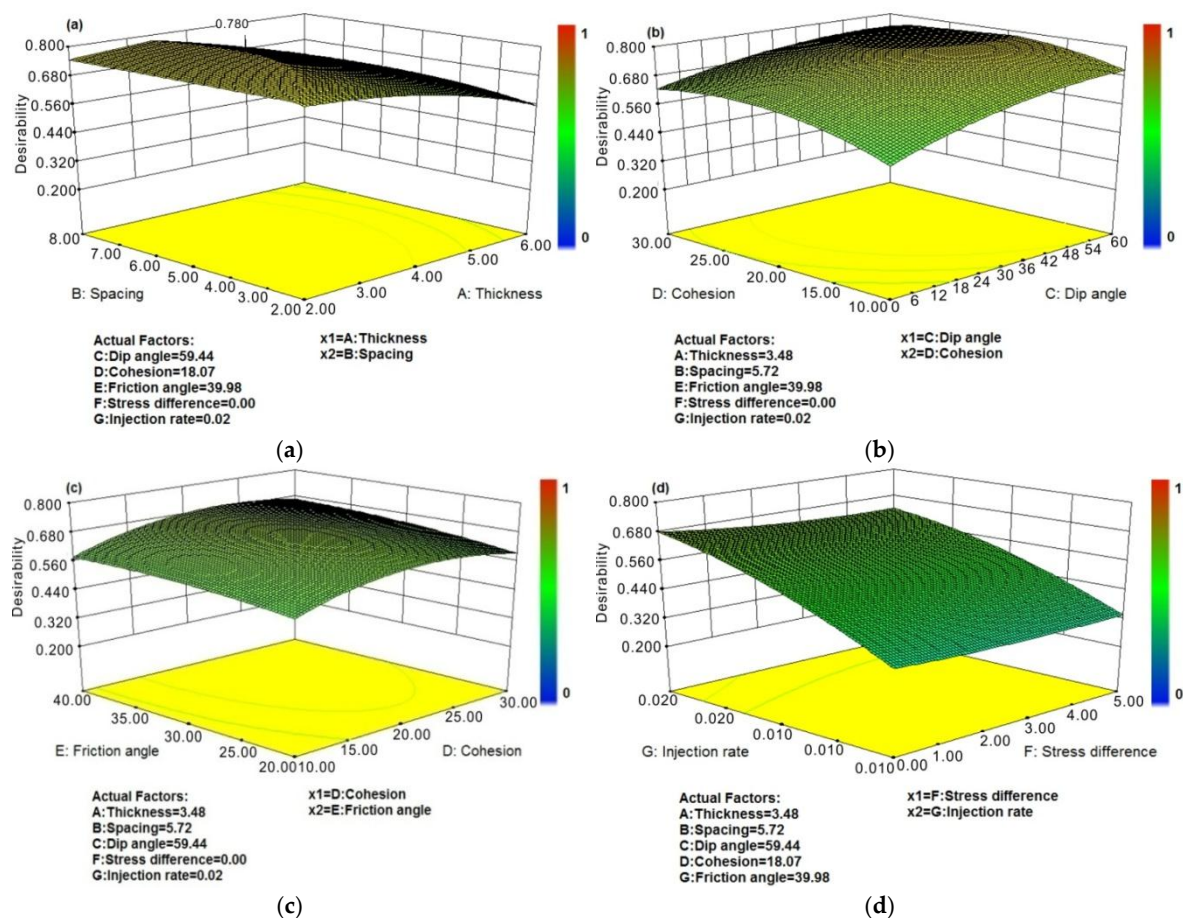 (a)
0.780
0.800
0.680
0.560
0.440
0.320
0.200
Desirability
8.00
7.00
6.00
5.00
4.00
3.00
2.00
2.00
3.00
4.00
5.00
6.00
B: Spacing
A: Thickness
1
0
Actual Factors:
C:Dip angle=59.44
D:Cohesion=18.07
E:Friction angle=39.98
F:Stress difference=0.00
G:Injection rate=0.02
x1=A:Thickness
x2=B:Spacing
(a)
(b)
0.800
0.680
0.560
0.440
0.320
0.200
Desirability
30.00
25.00
20.00
15.00
10.00
0
6
12
18
24
30
36
42
48
54
60
D: Cohesion
C: Dip angle
1
0
Actual Factors:
A:Thickness=3.48
B:Spacing=5.72
E:Friction angle=39.98
F:Stress difference=0.00
G:Injection rate=0.02
x1=C:Dip angle
x2=D:Cohesion
(b)
(c)
0.800
0.680
0.560
0.440
0.320
0.200
Desirability
40.00
35.00
30.00
25.00
20.00
10.00
15.00
20.00
25.00
30.00
E: Friction angle
D: Cohesion
1
0
Actual Factors:
A:Thickness=3.48
B:Spacing=5.72
C:Dip angle=59.44
F:Stress difference=0.00
G:Injection rate=0.02
x1=D:Cohesion
x2=E:Friction angle
(c)
(d)
0.800
0.680
0.560
0.440
0.320
0.200
Desirability
0.020
0.020
0.010
0.010
0.010
0.00
1.00
2.00
3.00
4.00
5.00
G: Injection rate
F: Stress difference
1
0
Actual Factors:
A:Thickness=3.48
B:Spacing=5.72
C:Dip angle=59.44
D:Cohesion=18.07
G:Friction angle=39.98
x1=F:Stress difference
x2=G:Injection rate
(d)